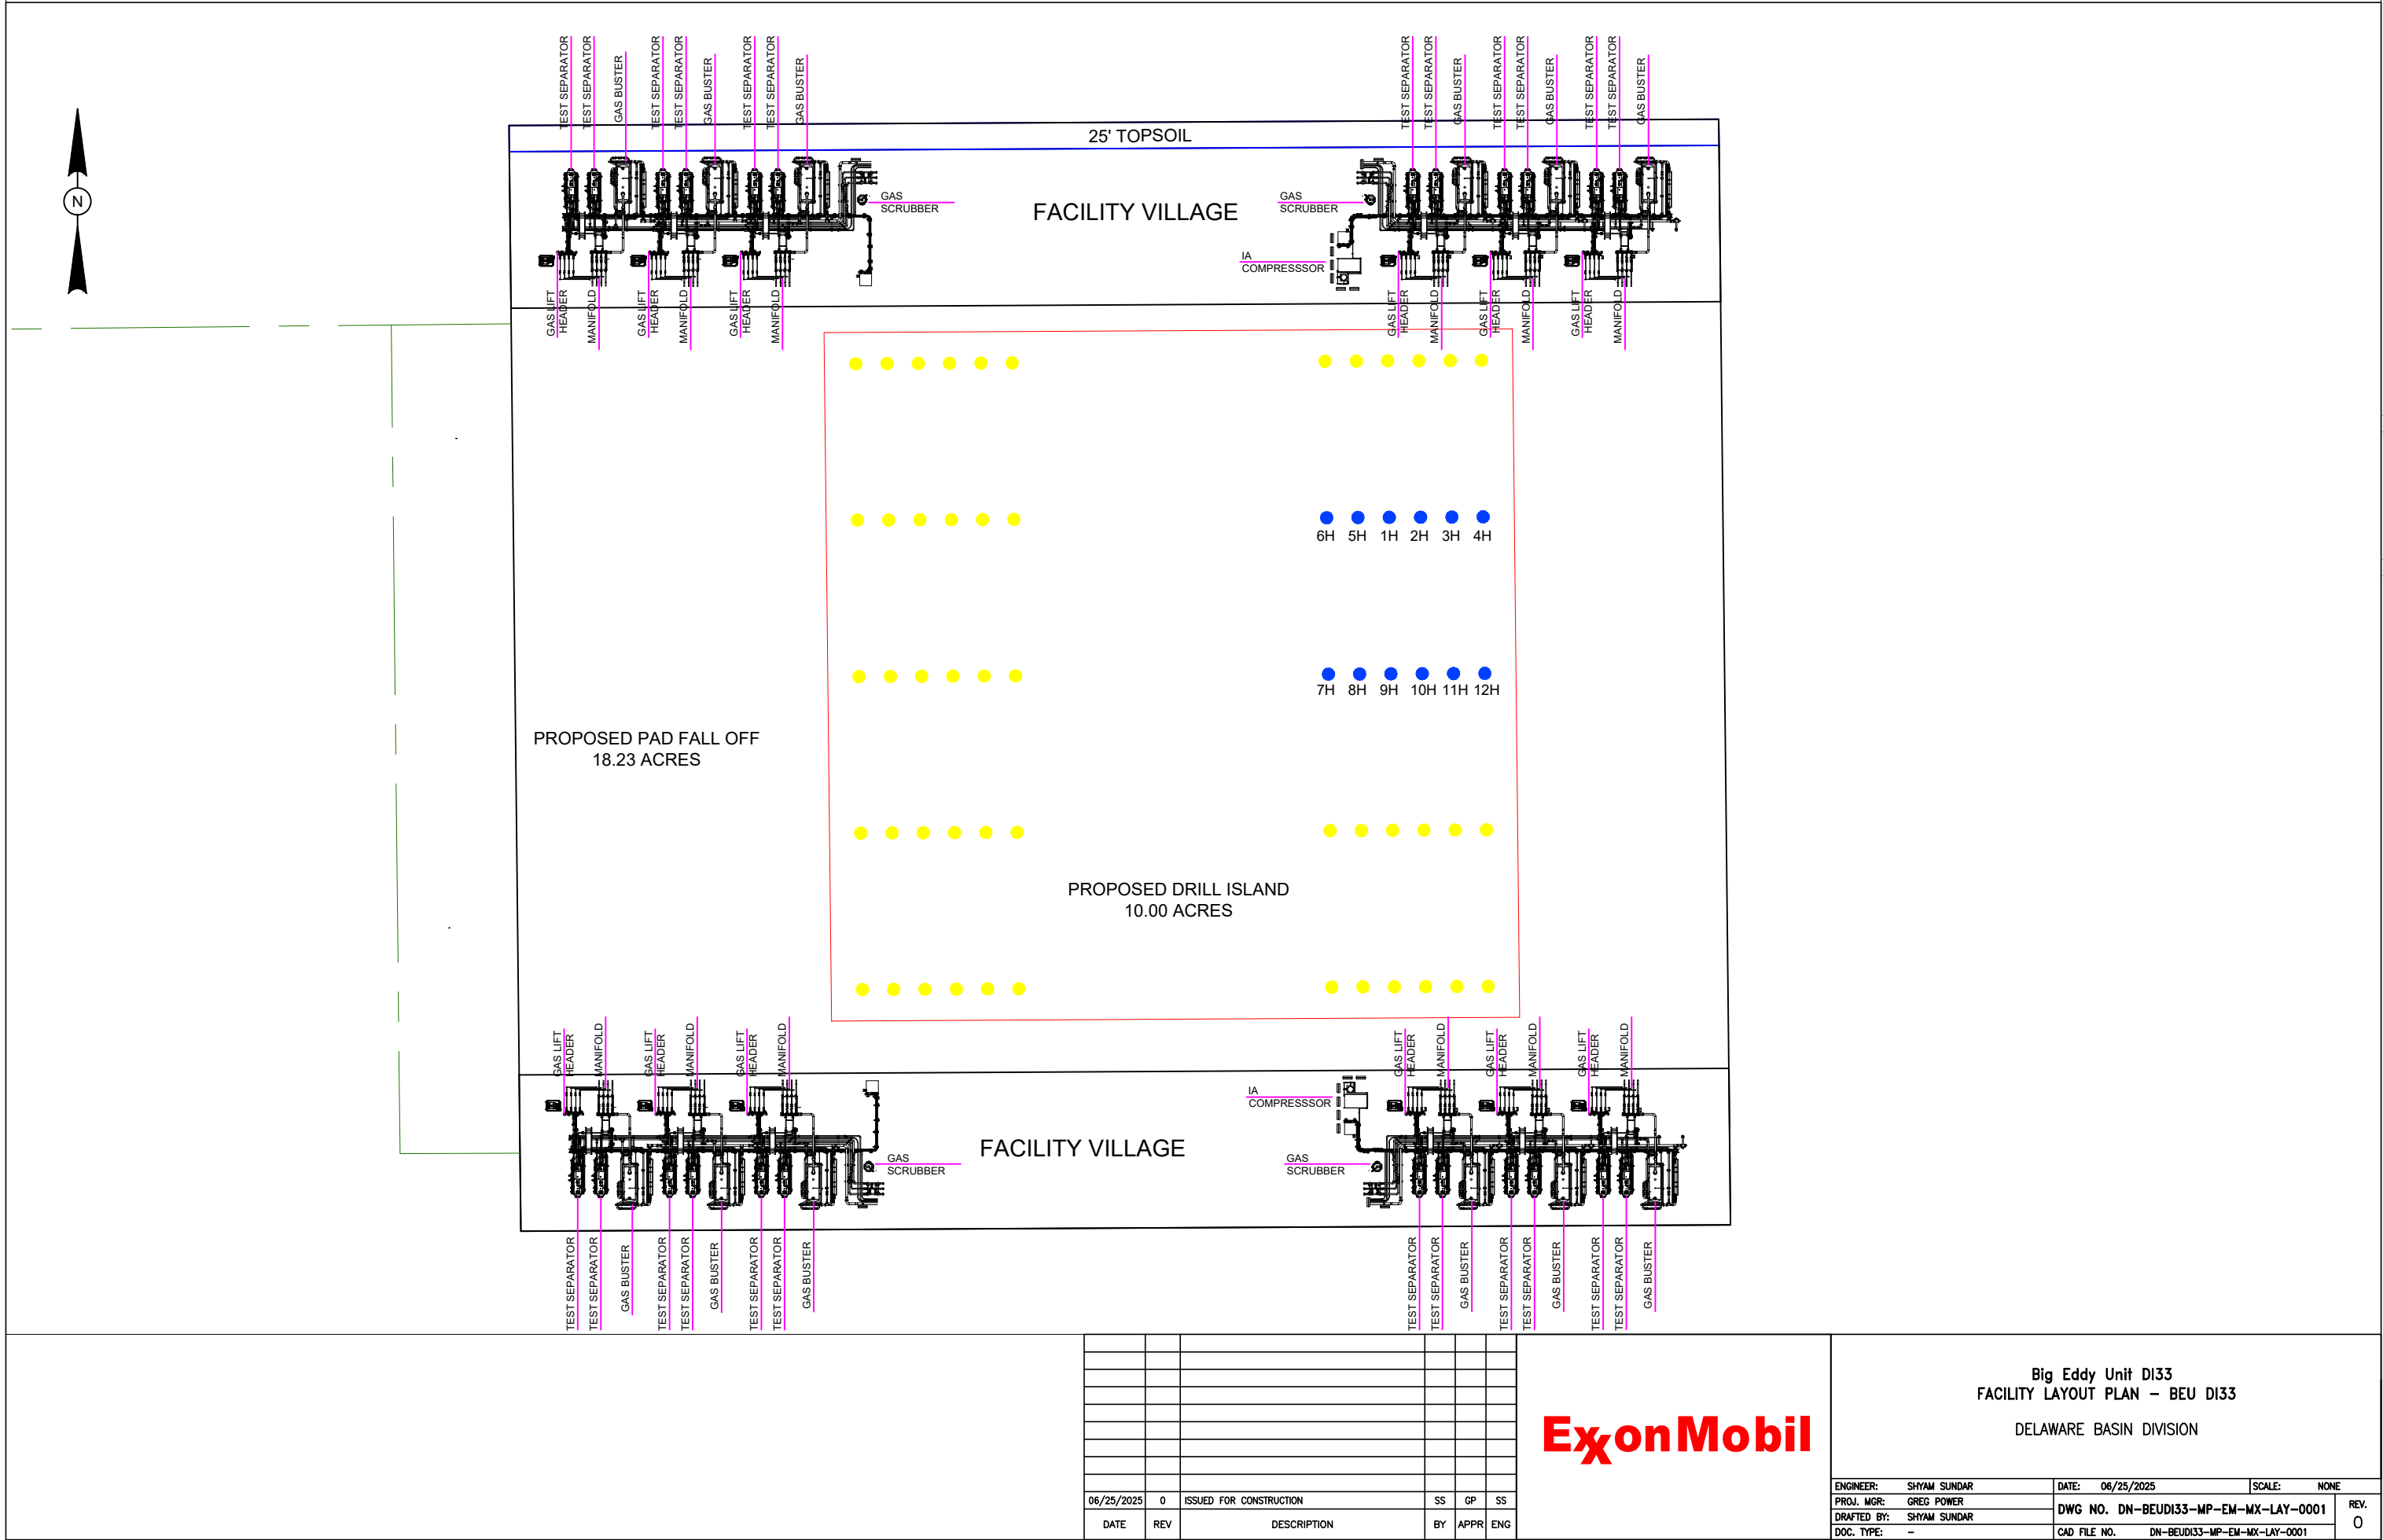 TEST SEPARATOR
TEST SEPARATOR
GAS BUSTER
TEST SEPARATOR
TEST SEPARATOR
GAS BUSTER
TEST SEPARATOR
TEST SEPARATOR
GAS BUSTER
TEST SEPARATOR
TEST SEPARATOR
GAS BUSTER
TEST SEPARATOR
TEST SEPARATOR
GAS BUSTER
TEST SEPARATOR
TEST SEPARATOR
GAS BUSTER
25' TOPSOIL
N
GAS
SCRUBBER
FACILITY VILLAGE
GAS
SCRUBBER
IA
COMPRESSSOR
GAS LIFT
HEADER
MANIFOLD
GAS LIFT
HEADER
MANIFOLD
GAS LIFT
HEADER
MANIFOLD
GAS LIFT
HEADER
MANIFOLD
GAS LIFT
HEADER
MANIFOLD
GAS LIFT
HEADER
MANIFOLD
6H 5H 1H 2H 3H 4H
7H 8H 9H 10H 11H 12H
PROPOSED PAD FALL OFF
18.23 ACRES
PROPOSED DRILL ISLAND
10.00 ACRES
GAS LIFT
HEADER
MANIFOLD
GAS LIFT
HEADER
MANIFOLD
GAS LIFT
HEADER
MANIFOLD
GAS LIFT
HEADER
MANIFOLD
GAS LIFT
HEADER
MANIFOLD
GAS LIFT
HEADER
MANIFOLD
IA
COMPRESSSOR
FACILITY VILLAGE
GAS
SCRUBBER
GAS
SCRUBBER
TEST SEPARATOR
TEST SEPARATOR
GAS BUSTER
TEST SEPARATOR
TEST SEPARATOR
GAS BUSTER
TEST SEPARATOR
TEST SEPARATOR
GAS BUSTER
TEST SEPARATOR
TEST SEPARATOR
GAS BUSTER
TEST SEPARATOR
TEST SEPARATOR
GAS BUSTER
TEST SEPARATOR
TEST SEPARATOR
GAS BUSTER
06/25/2025 0 ISSUED FOR CONSTRUCTION SS GP SS
DATE REV DESCRIPTION BY APPR ENG
ExxonMobil
Big Eddy Unit DI33
FACILITY LAYOUT PLAN - BEU DI33
DELAWARE BASIN DIVISION
ENGINEER: SHYAM SUNDAR DATE: 06/25/2025 SCALE: NONE
PROJ. MGR: GREG POWER
DRAFTED BY: SHYAM SUNDAR
DWG NO. DN-BEUDI33-MP-EM-MX-LAY-0001 REV. 0
DOC. TYPE: - CAD FILE NO. DN-BEUDI33-MP-EM-MX-LAY-0001